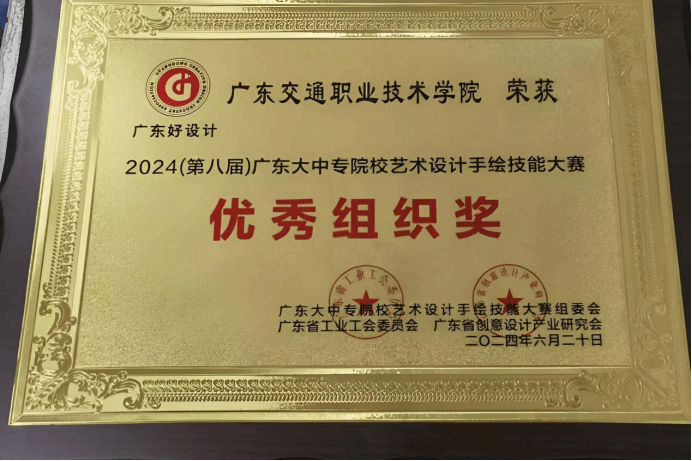 广东交通职业技术学院 荣获
广东好设计
2024(第八届)广东大中专院校艺术设计手绘技能大赛
优秀组织奖
广东大中专院校艺术设计手绘技能大赛组委会
广东省工业工会委员会 广东省创意设计产业研究会
二〇二四年六月二十日